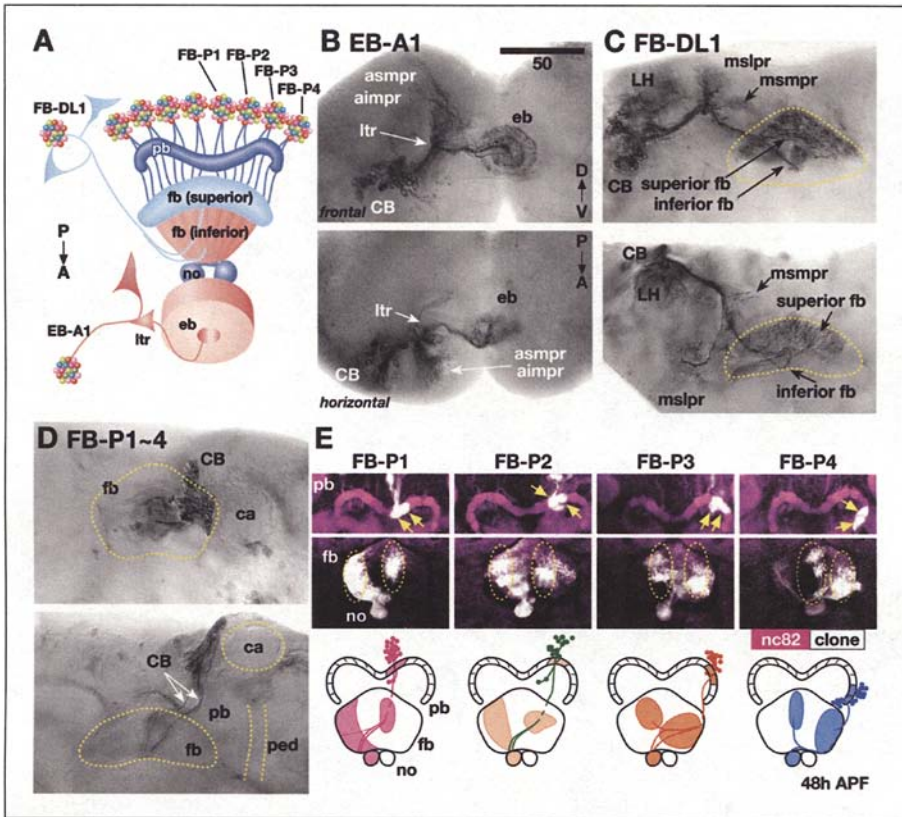 A
FB-P1
FB-P2
FB-P3
FB-P4
FB-DL1
pb
fb (superior)
fb (inferior)
P
A
no
eb
EB-A1
ltr
B EB-A1
50
asmpr
aimpr
ltr
eb
CB
D
V
frontal
P
A
ltr
eb
CB
asmpr
aimpr
horizontal
C FB-DL1
LH
mslpr
msmpr
CB
superior fb
inferior fb
CB
LH
msmpr
superior fb
mslpr
inferior fb
D FB-P1~4
CB
fb
ca
CB
ca
pb
fb
ped
E
FB-P1
FB-P2
FB-P3
FB-P4
pb
fb
no
nc82 clone
pb
fb
no
48h APF